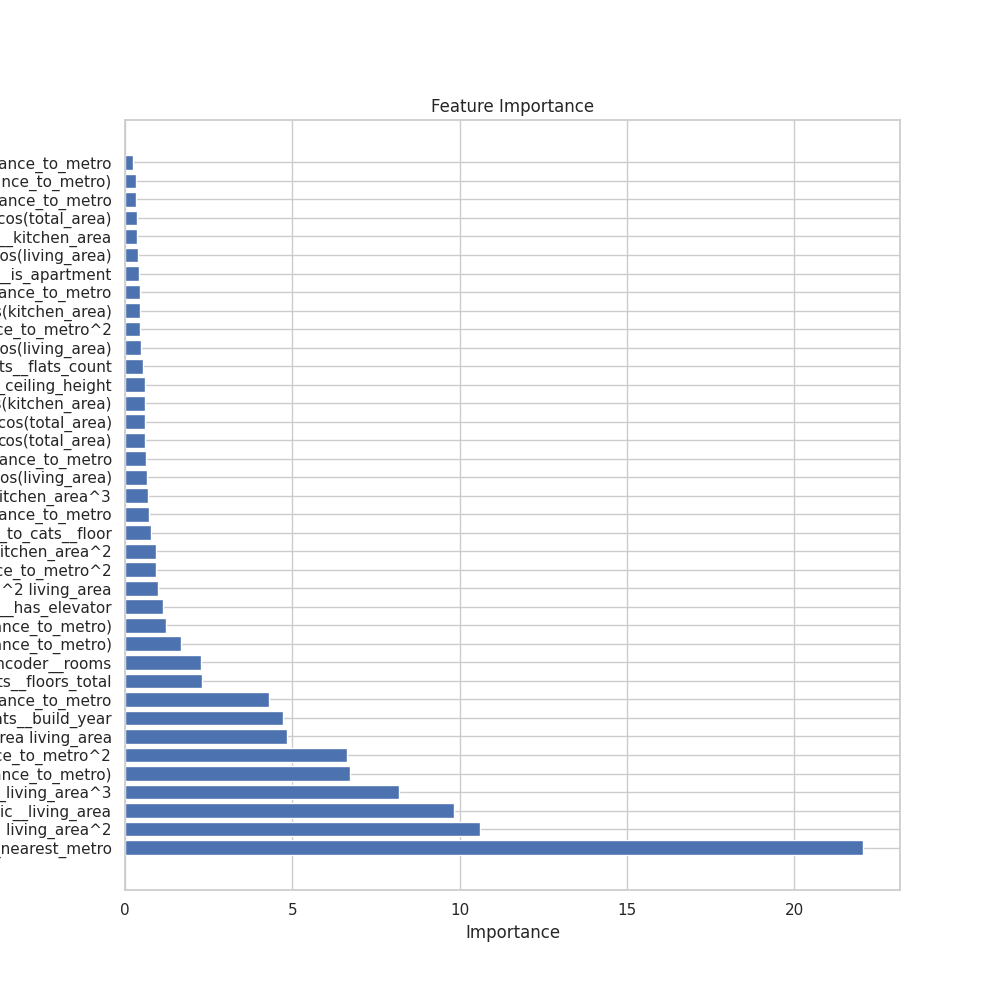 Feature Importance
ance_to_metro
nce_to_metro)
ance_to_metro
cos(total_area)
__kitchen_area
os(living_area)
__is_apartment
ance_to_metro
s(kitchen_area)
ce_to_metro^2
os(living_area)
ts__flats_count
_ceiling_height
s(kitchen_area)
cos(total_area)
cos(total_area)
ance_to_metro
os(living_area)
itchen_area^3
ance_to_metro
_to_cats__floor
itchen_area^2
ce_to_metro^2
^2 living_area
__has_elevator
ance_to_metro)
nce_to_metro)
ncoder__rooms
ts__floors_total
ance_to_metro
ats__build_year
rea living_area
ce_to_metro^2
ance_to_metro)
_living_area^3
ic__living_area
living_area^2
_nearest_metro
0 5 10 15 20
Importance